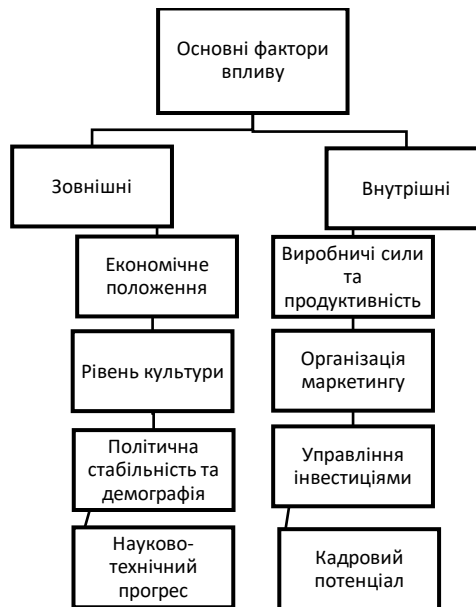 Основні фактори
впливу
Зовнішні
Внутрішні
Економічне
положення
Рівень культури
Політична
стабільність та
демографія
Науково-
технічний
прогрес
Виробничі сили
та
продуктивність
Організація
маркетингу
Управління
інвестиціями
Кадровий
потенціал